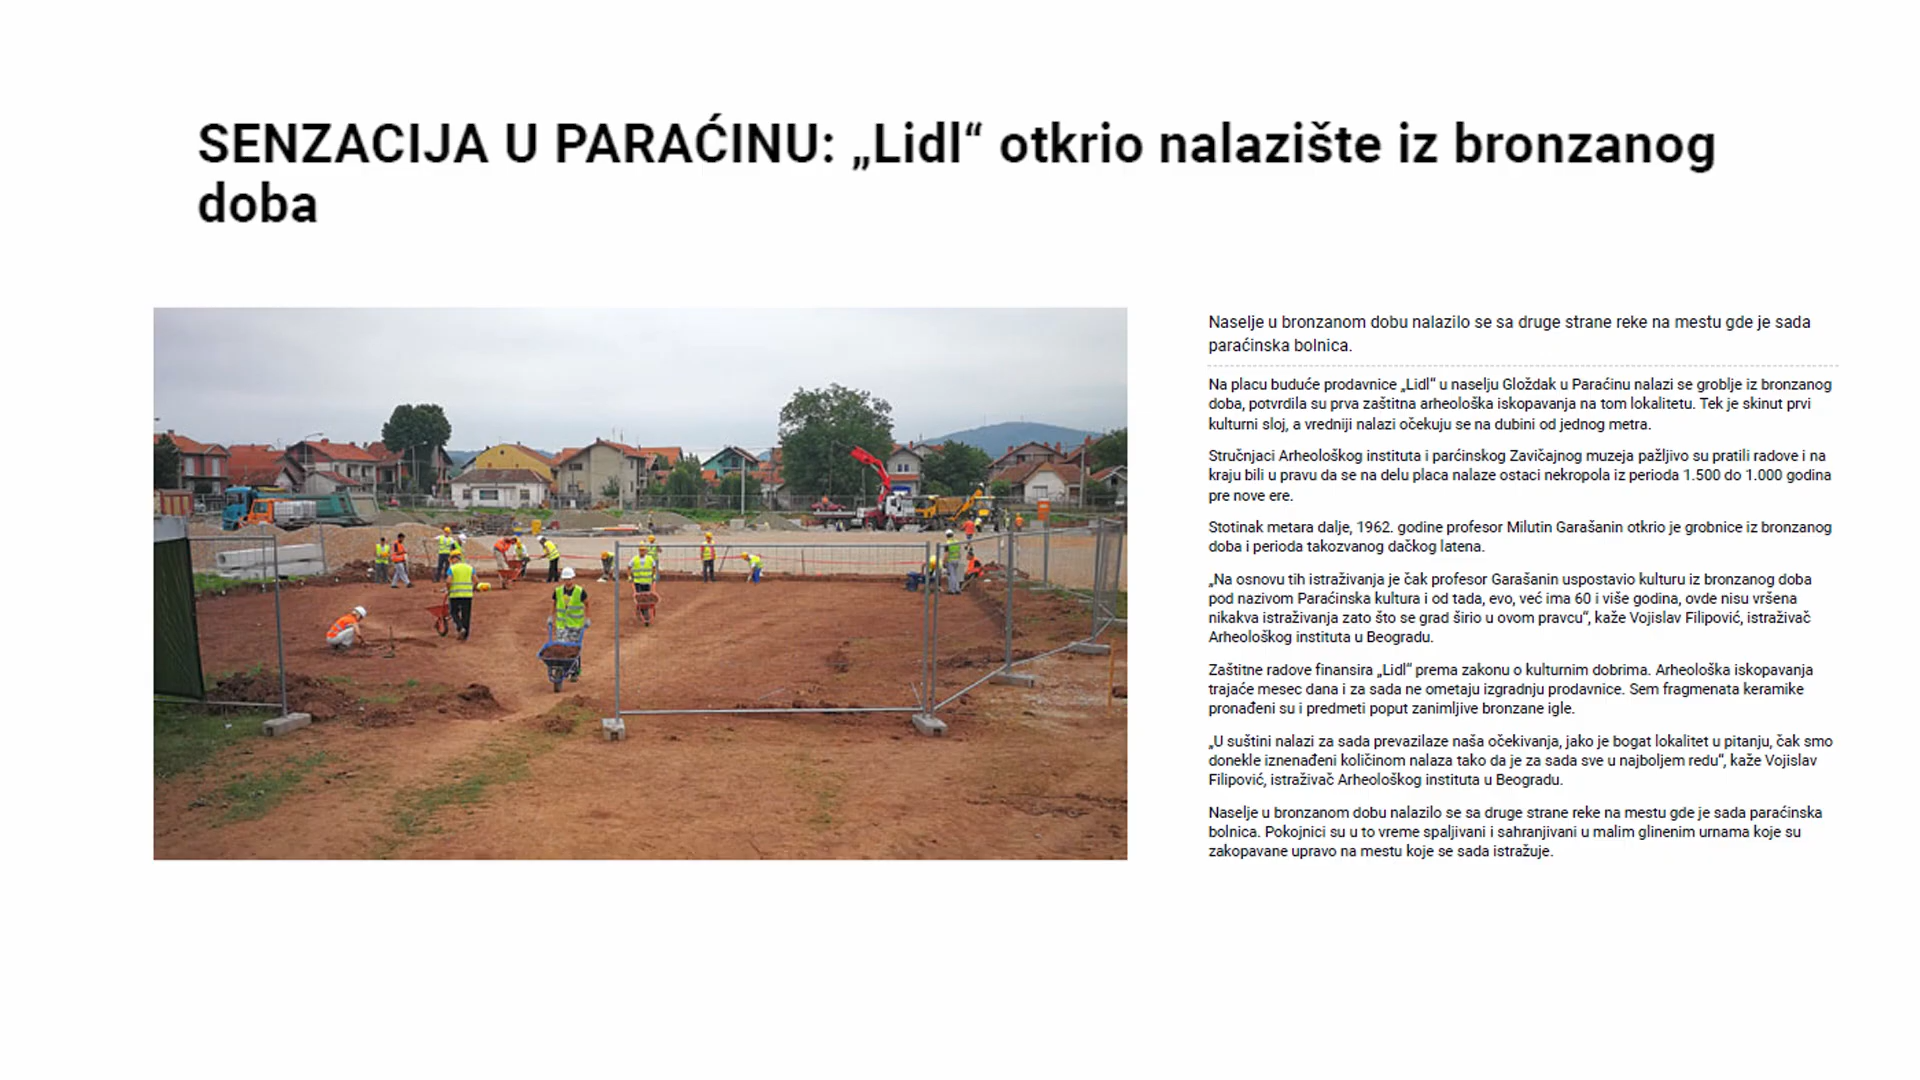 SENZACIJA U PARAĆINU: „Lidl“ otkrio nalazište iz bronzanog
doba
Naselje u bronzanom dobu nalazilo se sa druge strane reke na mestu gde je sada
paraćinska bolnica.
Na placu buduće prodavnice „Lidl“ u naselju Gloždak u Paraćinu nalazi se groblje iz bronzanog
doba, potvrdila su prva zaštitna arheološka iskopavanja na tom lokalitetu. Tek je skinut prvi
kulturni sloj, a vredniji nalazi očekuju se na dubini od jednog metra.
Stručnjaci Arheološkog instituta i parćinskog Zavičajnog muzeja pažljivo su pratili radove i na
kraju bili u pravu da se na delu placa nalaze ostaci nekropola iz perioda 1.500 do 1.000 godina
pre nove ere.
Stotinak metara dalje, 1962. godine profesor Milutin Garašanin otkrio je grobnice iz bronzanog
doba i perioda takozvanog dačkog latena.
„Na osnovu tih istraživanja je čak profesor Garašanin uspostavio kulturu iz bronzanog doba
pod nazivom Paraćinska kultura i od tada, evo, već ima 60 i više godina, ovde nisu vršena
nikakva istraživanja zato što se grad širio u ovom pravcu“, kaže Vojislav Filipović, istraživač
Arheološkog instituta u Beogradu.
Zaštitne radove finansira „Lidl“ prema zakonu o kulturnim dobrima. Arheološka iskopavanja
trajaće mesec dana i za sada ne ometaju izgradnju prodavnice. Sem fragmenata keramike
pronađeni su i predmeti poput zanimljive bronzane igle.
„U suštini nalazi za sada prevazilaze naša očekivanja, jako je bogat lokalitet u pitanju, čak smo
donekle iznenađeni količinom nalaza tako da je za sada sve u najboljem redu“, kaže Vojislav
Filipović, istraživač Arheološkog instituta u Beogradu.
Naselje u bronzanom dobu nalazilo se sa druge strane reke na mestu gde je sada paraćinska
bolnica. Pokojnici su u to vreme spaljivani i sahranjivani u malim glinenim urnama koje su
zakopavane upravo na mestu koje se sada istražuje.